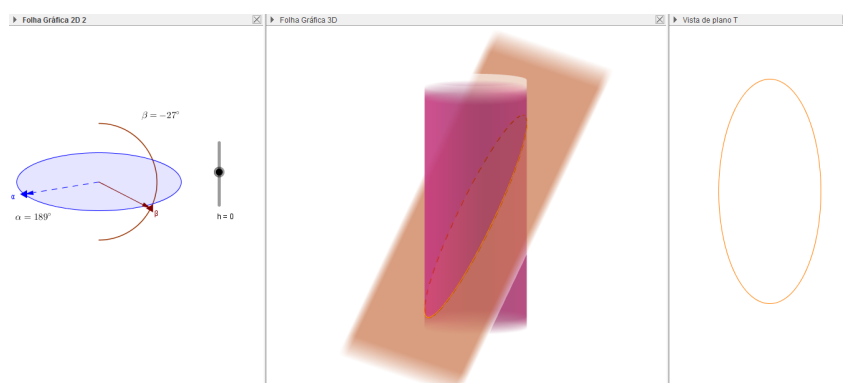 Folha Gráfica 2D 2
Folha Gráfica 3D
Vista de plano T
β = −27°
α
β
α = 189°
h = 0